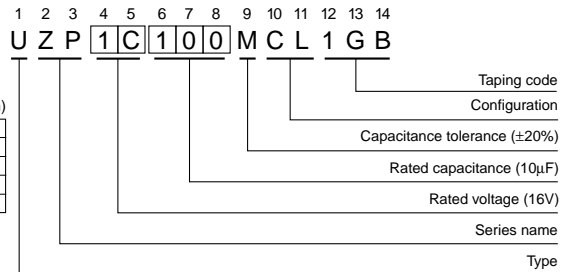 1 2 3 4 5 6 7 8 9 10 11 12 13 14
U Z P 1 C 1 0 0 M C L 1 G B
Taping code
)
Configuration
Capacitance tolerance (±20%)
Rated capacitance (10μF)
Rated voltage (16V)
Series name
Type